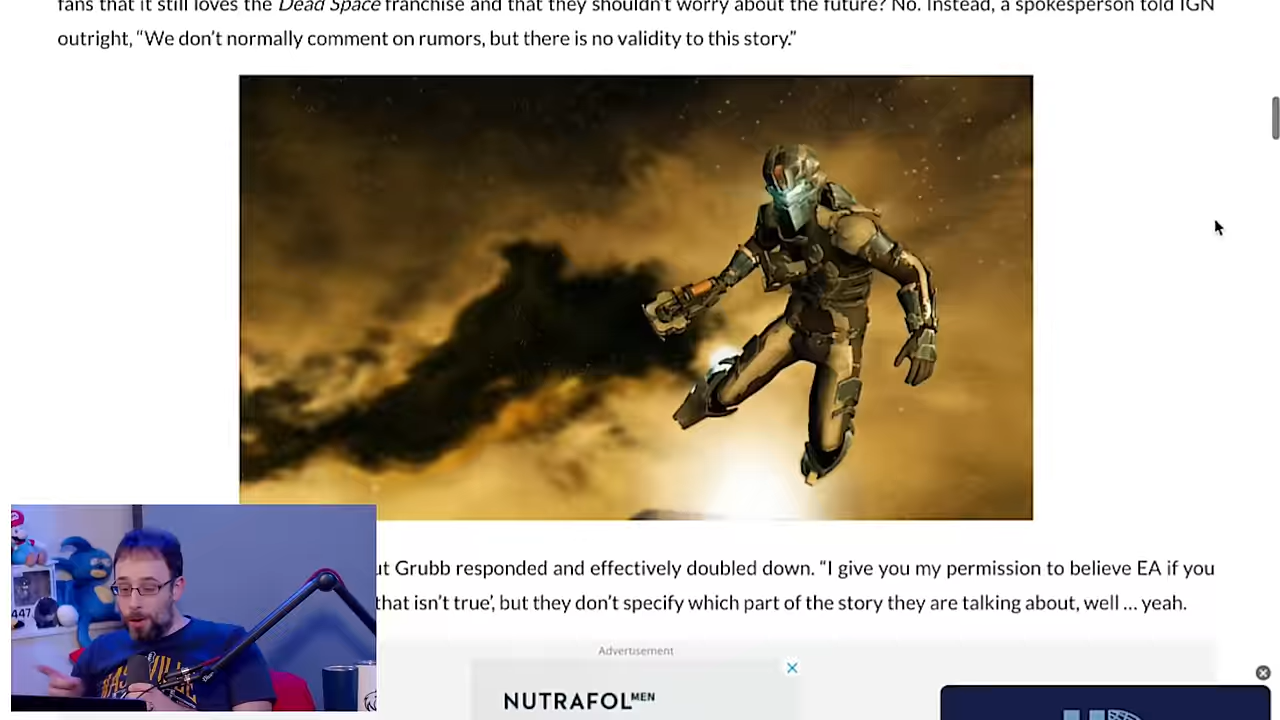 fans that it still loves the Dead Space franchise and that they shouldn't worry about the future? No. Instead, a spokesperson told IGN
outright, “We don't normally comment on rumors, but there is no validity to this story.”
ut Grubb responded and effectively doubled down. “I give you my permission to believe EA if you
that isn't true’, but they don't specify which part of the story they are talking about, well … yeah.
Advertisement
NUTRAFOL MEN
447